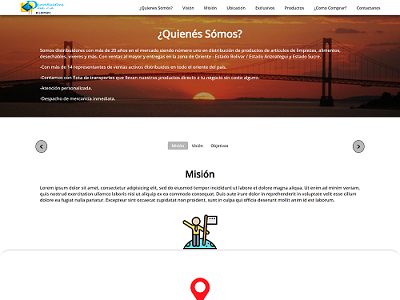 ¿Quienes Somos? Visión Misión Ubicación Exclusivos Productos ¿Como Comprar? Contactanos
¿Quienés Sómos?
Somos distribuidores con mas de 20 años en el mercado siendo número uno en distribución de productos de artículos de limpiezas, alimentos,
desechables, viveres y más. Con ventas al mayor y entregas en la zona de Oriente - Estado Bolivar / Estado Anzoategui y Estado Sucre.
-Con más de 14 representantes de ventas activos distribuidos en todo el oriente del país.
-Contamos con flota de transportes que llevan nuestros productos directo a tu negocio sin costo alguno.
-Atención personalizada.
-Despacho de mercancia inmediata.
< Misión Visión Objetivos >
Misión
Lorem ipsum dolor sit amet, consectetur adipisicing elit, sed do eiusmod tempor incididunt ut labore et dolore magna aliqua. Ut enim ad minim veniam,
quis nostrud exercitation ullamco laboris nisi ut aliquip ex ea commodo consequat. Duis aute irure dolor in reprehenderit in voluptate velit esse cillum
dolore eu fugiat nulla pariatur. Excepteur sint occaecat cupidatat non proident, sunt in culpa qui officia deserunt mollit anim id est laborum.